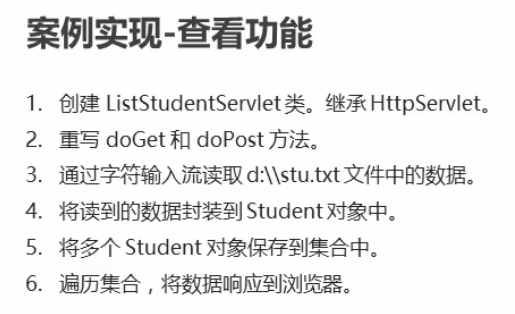 案例实现-查看功能
1. 创建 ListStudentServlet 类。继承 HttpServlet。
2. 重写 doGet 和 doPost 方法。
3. 通过字符输入流读取 d:\\stu.txt 文件中的数据。
4. 将读到的数据封装到 Student 对象中。
5. 将多个 Student 对象保存到集合中。
6. 遍历集合，将数据响应到浏览器。